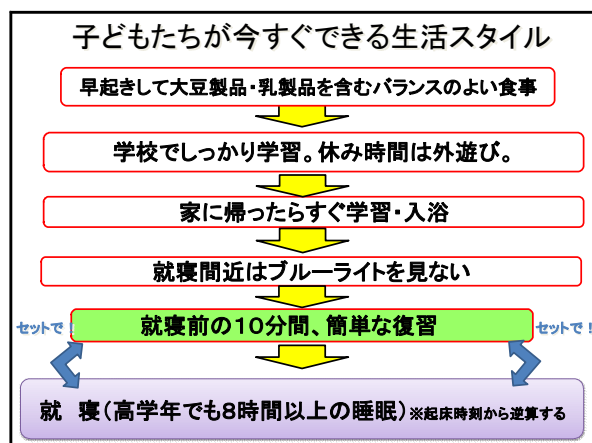 子どもたちが今すぐできる生活スタイル
早起きして大豆製品・乳製品を含むバランスのよい食事
学校でしっかり学習。休み時間は外遊び。
家に帰ったらすぐ学習・入浴
就寝間近はブルーライトを見ない
セットで！
就寝前の１０分間、簡単な復習
セットで！
就　寝（高学年でも８時間以上の睡眠）※起床時刻から逆算する